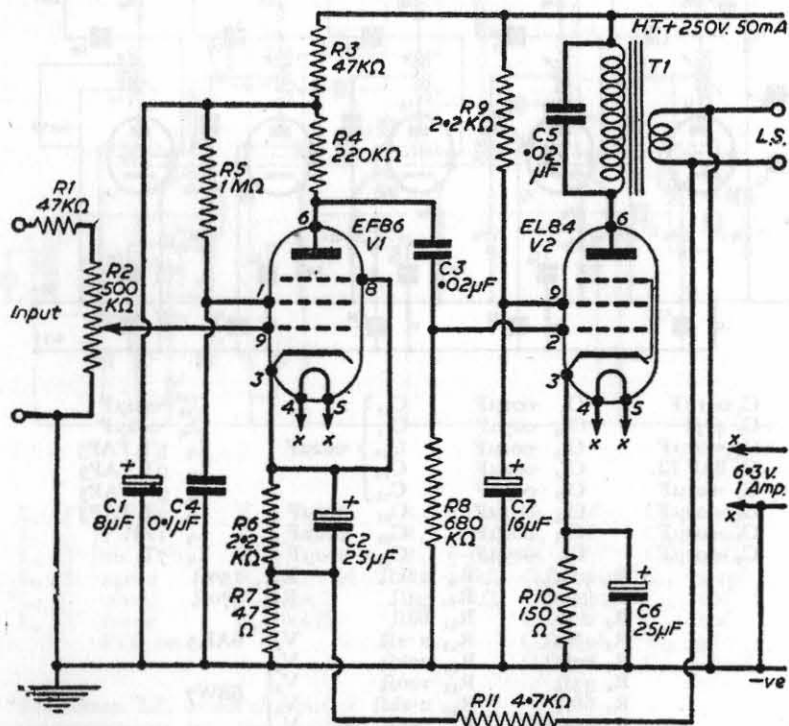 H.T.+250V. 50mA
R3
47KΩ
T1
R9
2•2KΩ
C5
•02
μF
R4
220KΩ
L.S.
R5
1MΩ
R1
47KΩ
6
EF86
V1
6
EL84
V2
C3
•02μF
R2
500
KΩ
8
1
9
Input
9
2
3
4
5
x
x
3
4
5
x
x
x
6•3V.
1 Amp.
x
+
C1
8μF
C4
0•1μF
R6
2•2
KΩ
+
C2
25μF
R8
680
KΩ
+
C7
16μF
R7
47
Ω
R10
150
Ω
+
C6
25μF
-ve
R11 4•7KΩ